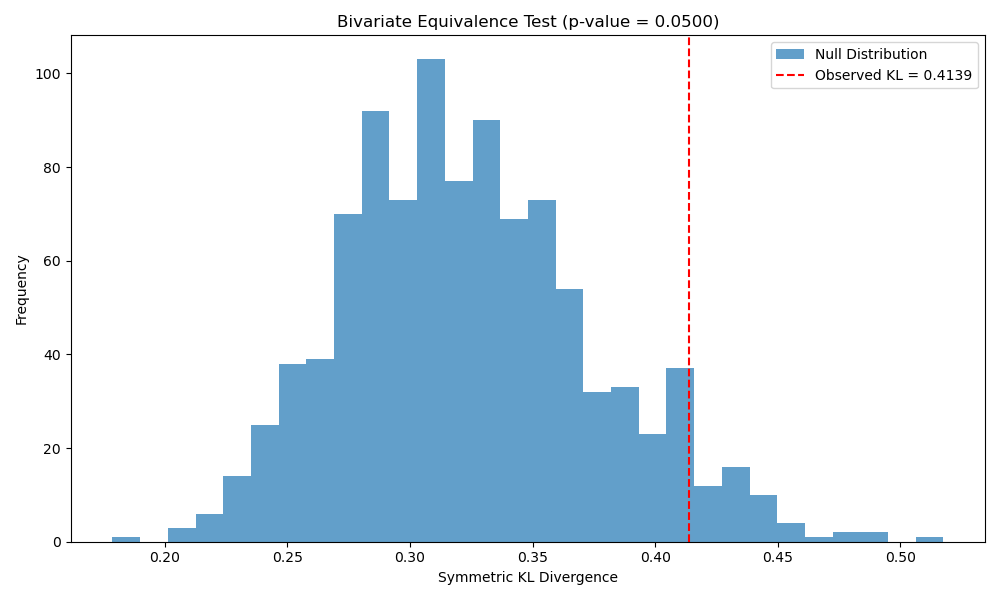 Bivariate Equivalence Test (p-value = 0.0500)
Null Distribution
Observed KL = 0.4139
Frequency
100
80
60
40
20
0
0.20 0.25 0.30 0.35 0.40 0.45 0.50
Symmetric KL Divergence